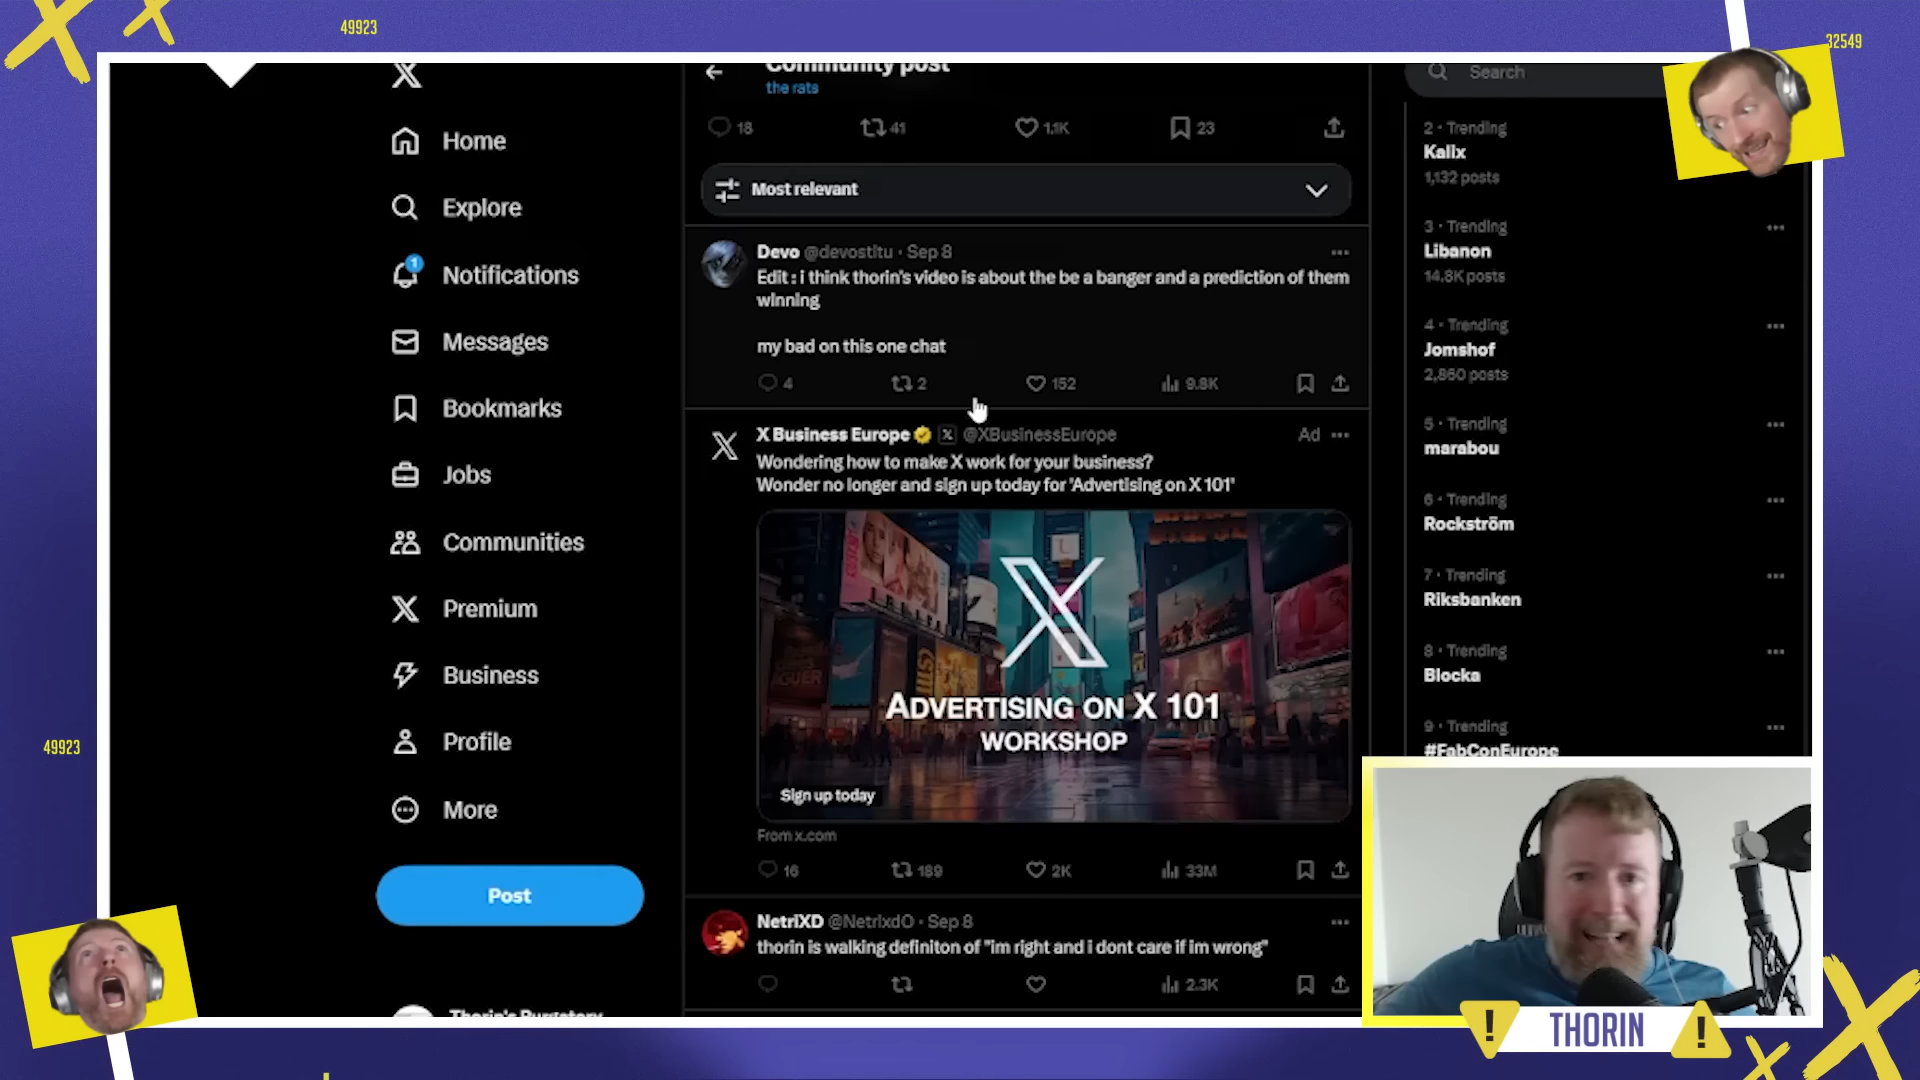 49923
32549
Community post
the rats
18
41
1.1K
23
Most relevant
Devo @devostitu · Sep 8
Edit : i think thorin's video is about the be a banger and a prediction of them
winning
my bad on this one chat
4
2
152
9.8K
X Business Europe @XBusinessEurope
Ad
Wondering how to make X work for your business?
Wonder no longer and sign up today for 'Advertising on X 101'
ADVERTISING ON X 101
WORKSHOP
Sign up today
From x.com
16
189
2K
33M
NetriXD @NetrixdO · Sep 8
thorin is walking definiton of "im right and i dont care if im wrong"
2.3K
Home
Explore
1
Notifications
Messages
Bookmarks
Jobs
Communities
Premium
Business
Profile
More
Post
Thorin's Purgatory
Search
2 · Trending
Kalix
1,132 posts
3 · Trending
Libanon
14.8K posts
4 · Trending
Jomshof
2,860 posts
5 · Trending
marabou
6 · Trending
Rockström
7 · Trending
Riksbanken
8 · Trending
Blocka
9 · Trending
#FabConEurope
49923
! THORIN !